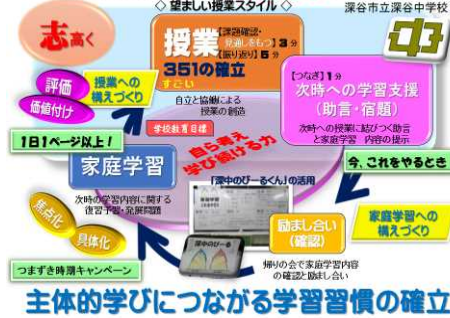 ◇ 望ましい授業スタイル ◇
深谷市立深谷中学校
志高く
授業
【課題確認・
見通しをもつ】3分
【振り返り】5分
351の確立
すごい
自立と協働による
授業の創造
【つなぎ】1分
次時への学習支援
(助言・宿題)
次時への授業に結びつく助言
と家庭学習 内容の提示
評価
価値付け
授業への
構えづくり
1日1ページ以上!
学校教育目標
自ら考え
学び続ける力
今、これをやるとき
家庭学習
「深中のびーるくん」の活用
次時の学習内容に関する
復習予習・発展問題
焦点化
具体化
深中のびーる
励まし合い
(確認)
家庭学習への
構えづくり
帰りの会で家庭学習内容
の確認と励まし合い
つまずき時期キャンペーン
主体的学びにつながる学習習慣の確立